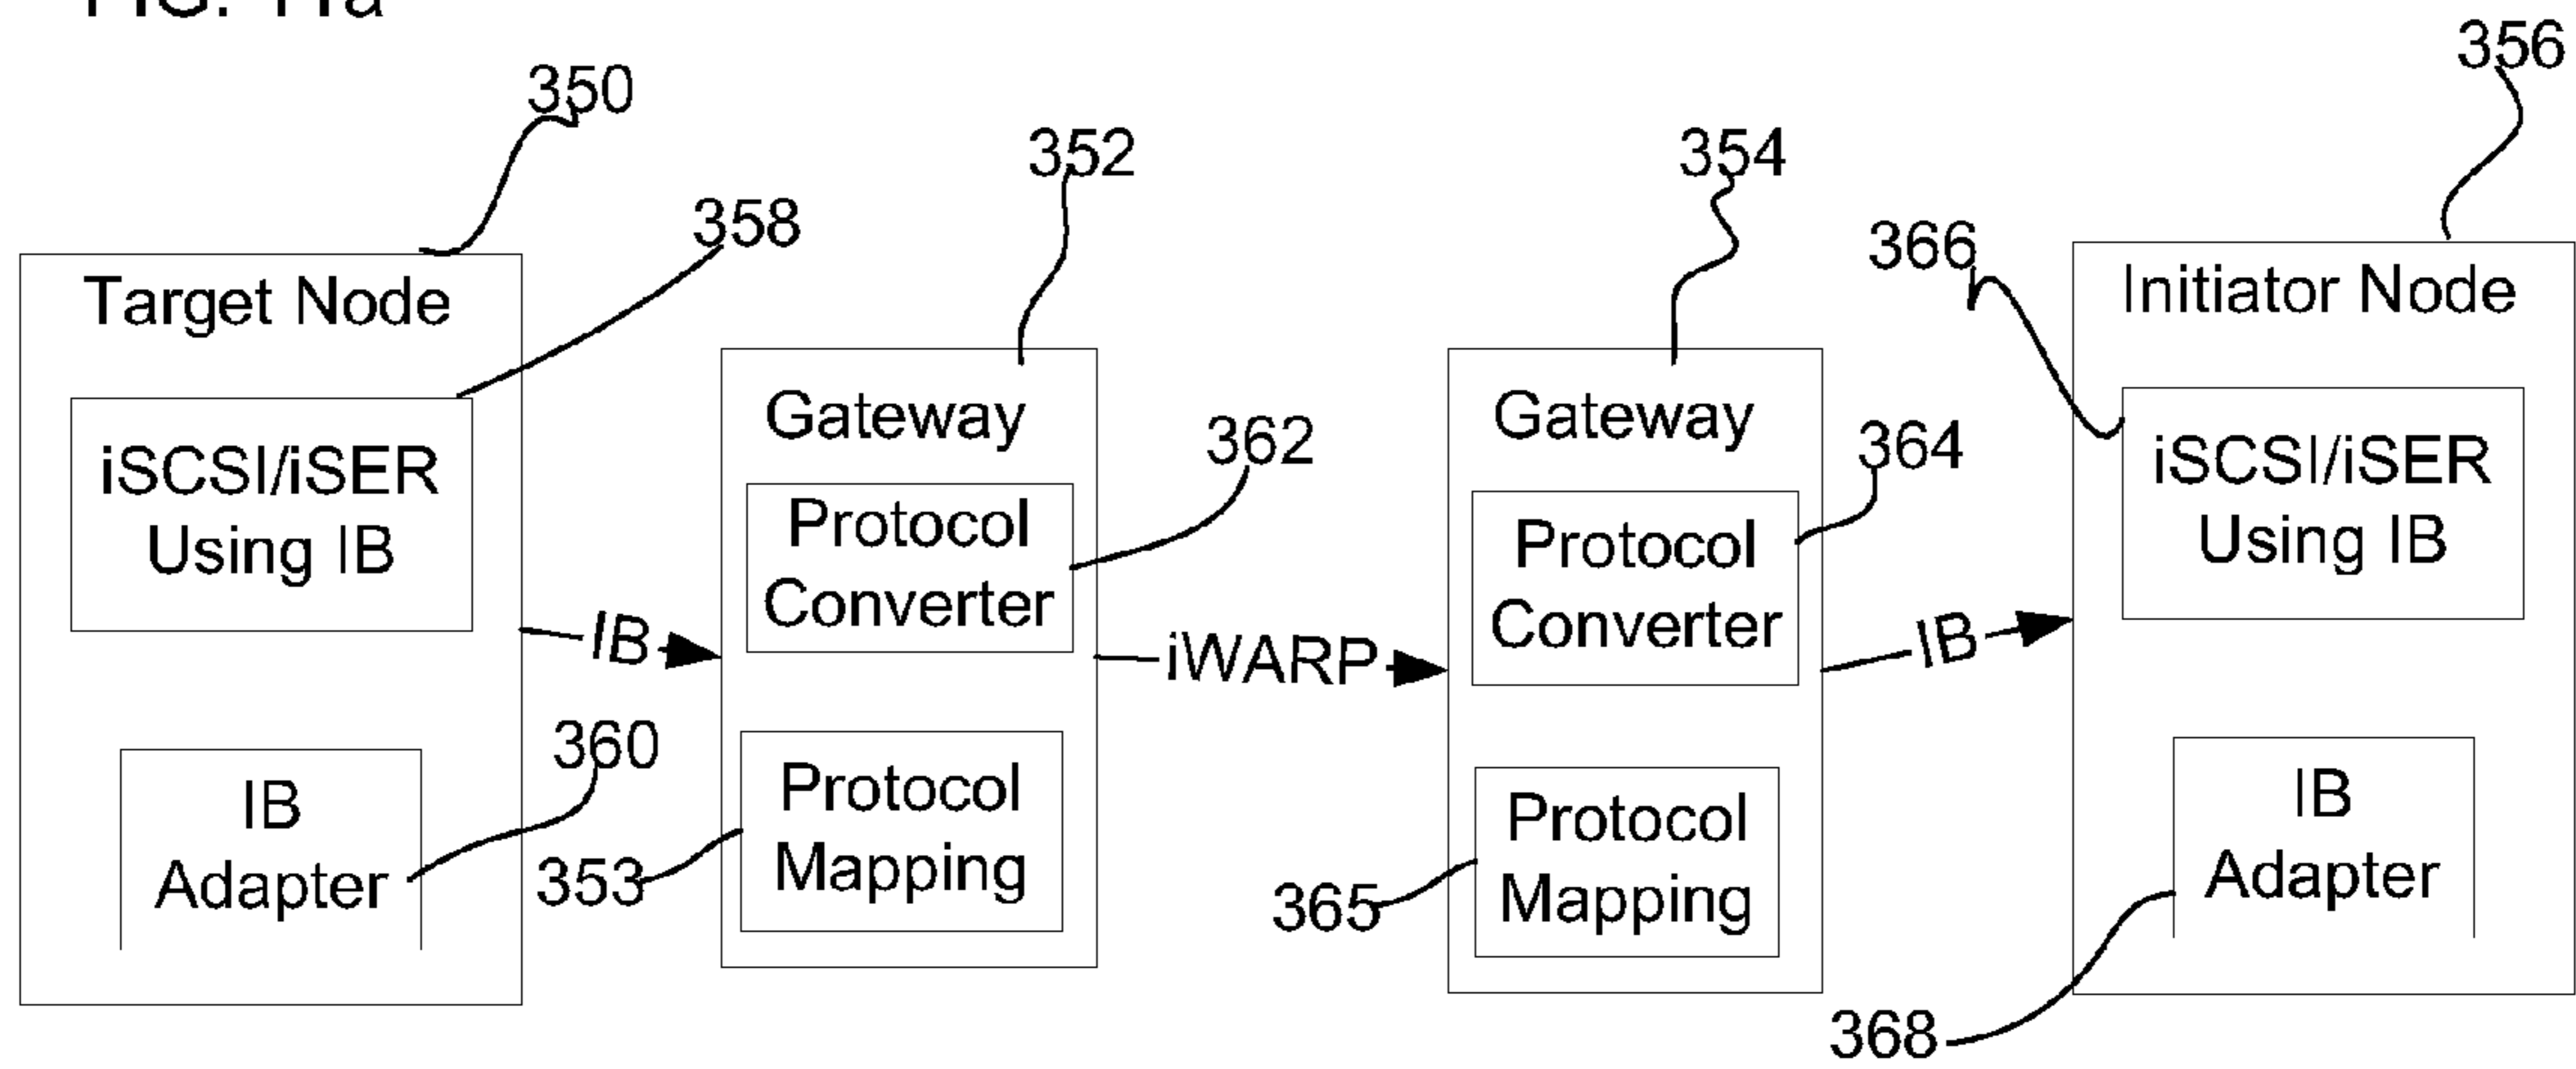 FIG. 11a
350
352
354
356
358
366
Target Node
Initiator Node
Gateway
Gateway
362
364
iSCSI/iSER
Using IB
Protocol
Converter
Protocol
Converter
iSCSI/iSER
Using IB
IB
iWARP
IB
360
353
365
368
IB
Adapter
Protocol
Mapping
Protocol
Mapping
IB
Adapter